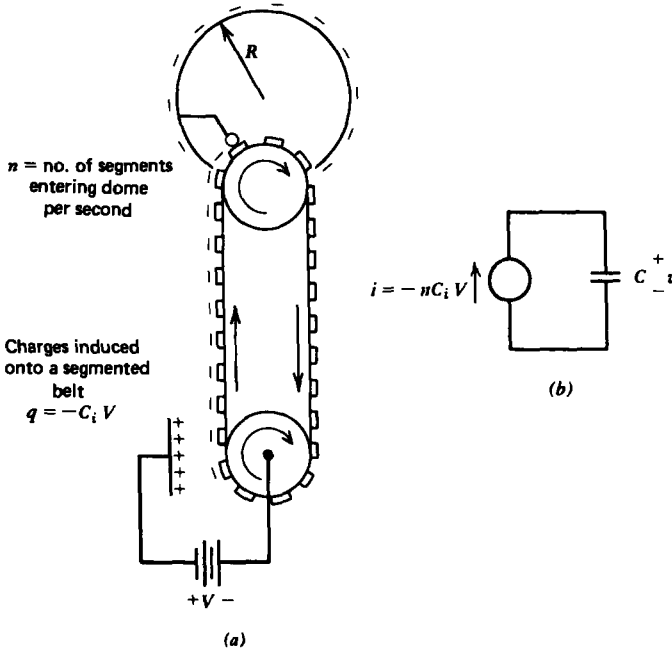 R
n = no. of segments
entering dome
per second
Charges induced
onto a segmented
belt
q = −C_i V
+ + + + +
+V −
(a)
i = − nC_i V
C + − v
(b)